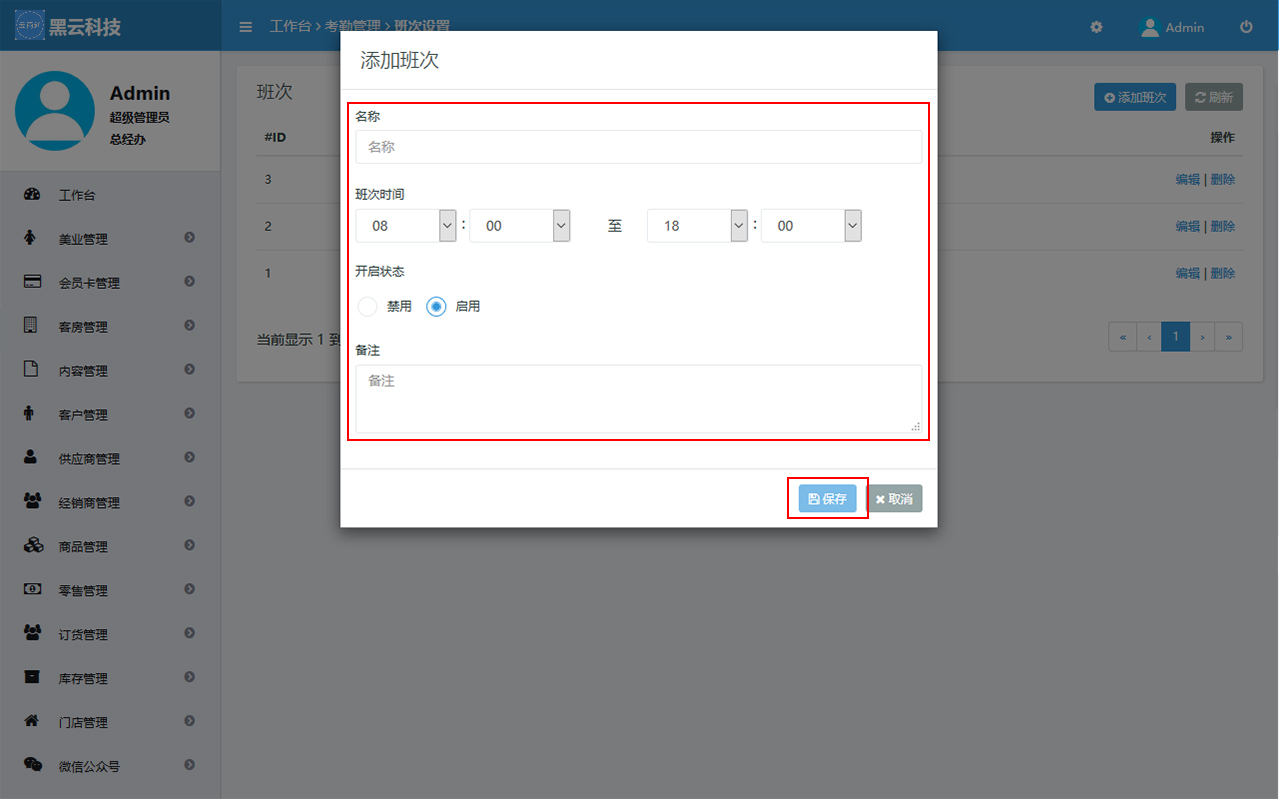 黑云科技
工作台 > 考勤管理 > 班次设置
Admin
Admin
超级管理员
总经办
工作台
美业管理
会员卡管理
客房管理
内容管理
客户管理
供应商管理
经销商管理
商品管理
零售管理
订货管理
库存管理
门店管理
微信公众号
班次
添加班次
刷新
#ID
操作
3
编辑 | 删除
2
编辑 | 删除
1
编辑 | 删除
当前显示 1 到
« ‹ 1 › »
添加班次
名称
名称
班次时间
08 : 00 至 18 : 00
开启状态
禁用 启用
备注
备注
保存 取消